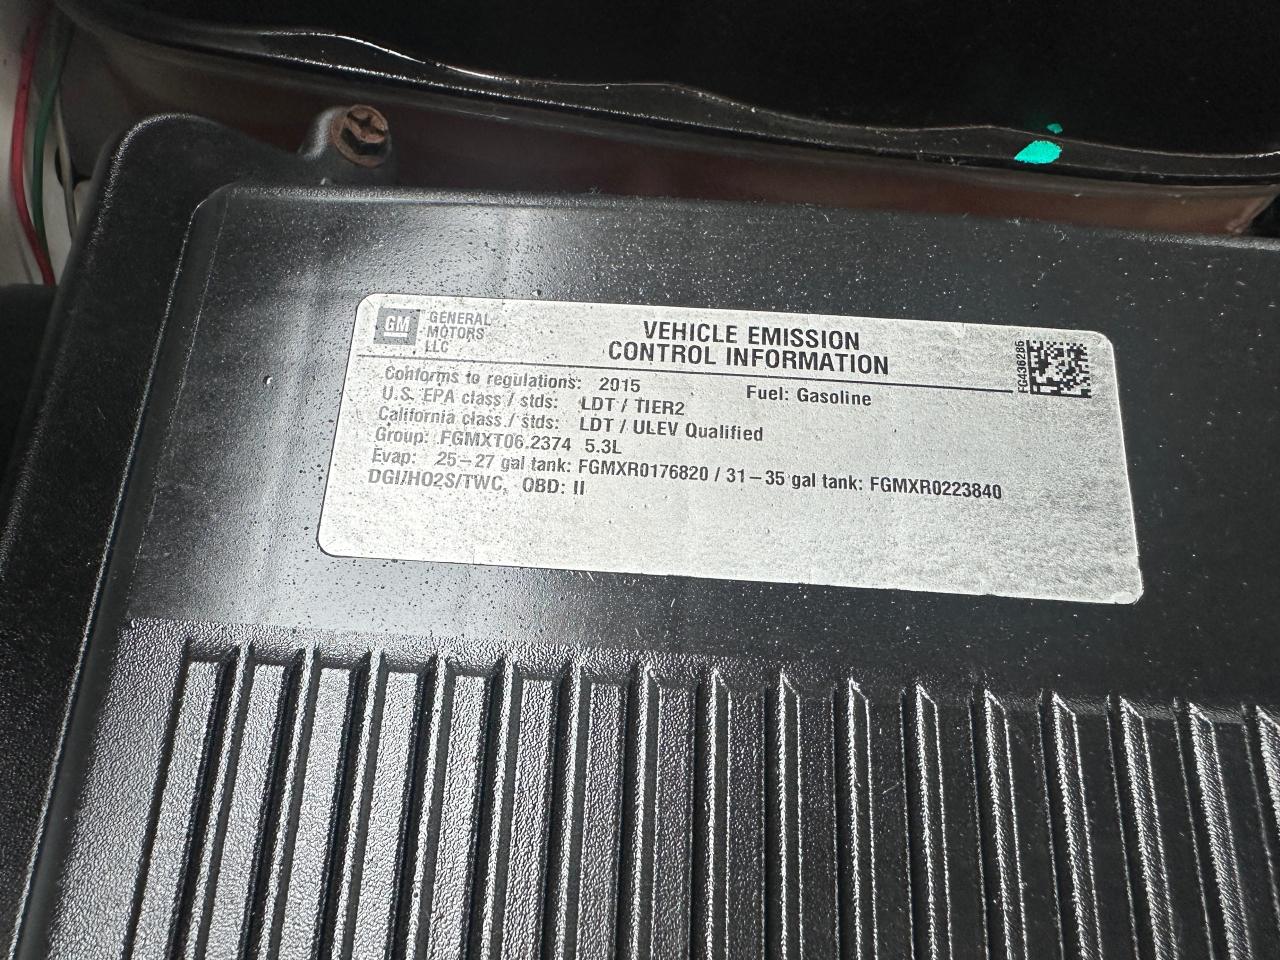 GM
GENERAL
MOTORS
LLC
VEHICLE EMISSION
CONTROL INFORMATION
FG436286
Conforms to regulations: 2015
Fuel: Gasoline
U.S. EPA class / stds: LDT / TIER2
California class / stds: LDT / ULEV Qualified
Group: FGMXT06.2374 5.3L
Evap: 25-27 gal tank: FGMXR0176820 / 31-35 gal tank: FGMXR0223840
DGI/HO2S/TWC, OBD: II